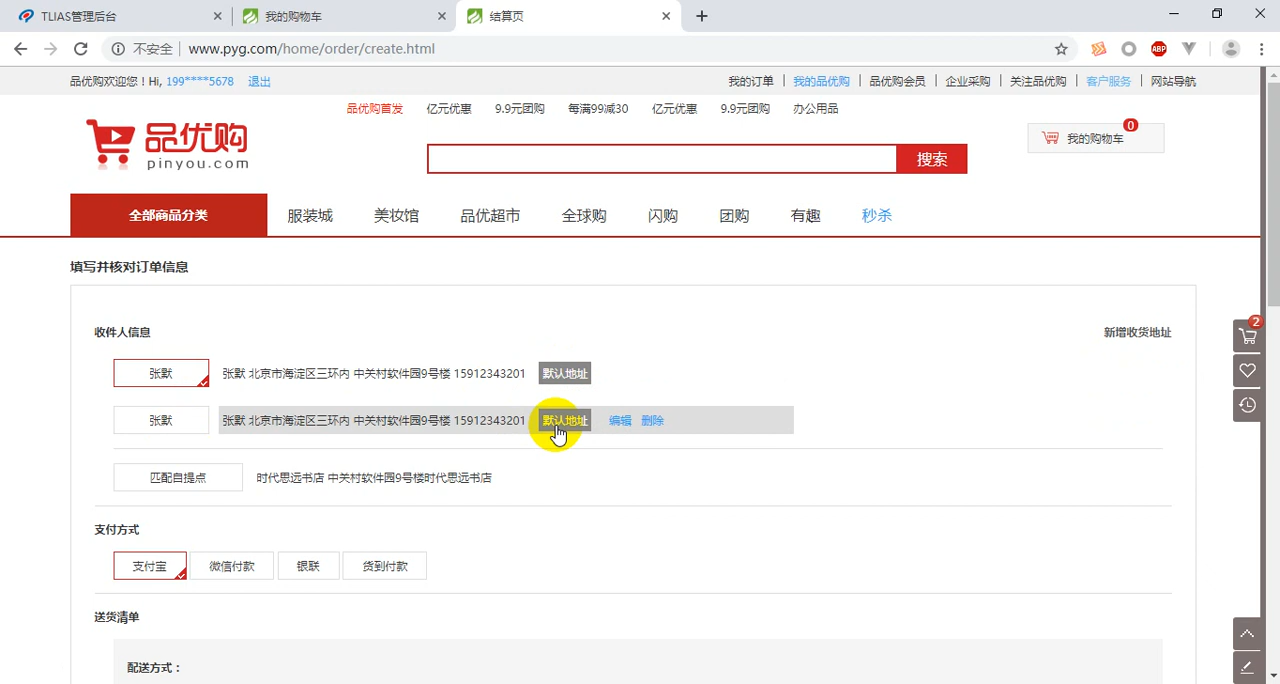 TLIAS管理后台
我的购物车
结算页
不安全 www.pyg.com/home/order/create.html
ABP
品优购欢迎您！Hi, 199****5678 退出
我的订单 我的品优购 品优购会员 企业采购 关注品优购 客户服务 网站导航
品优购首发 亿元优惠 9.9元团购 每满99减30 亿元优惠 9.9元团购 办公用品
品优购
pinyou.com
搜索
我的购物车 0
全部商品分类 服装城 美妆馆 品优超市 全球购 闪购 团购 有趣 秒杀
填写并核对订单信息
收件人信息 新增收货地址
张默 张默 北京市海淀区三环内 中关村软件园9号楼 15912343201 默认地址
张默 张默 北京市海淀区三环内 中关村软件园9号楼 15912343201 默认地址 编辑 删除
匹配自提点 时代思远书店 中关村软件园9号楼时代思远书店
支付方式
支付宝 微信付款 银联 货到付款
送货清单
配送方式：
2